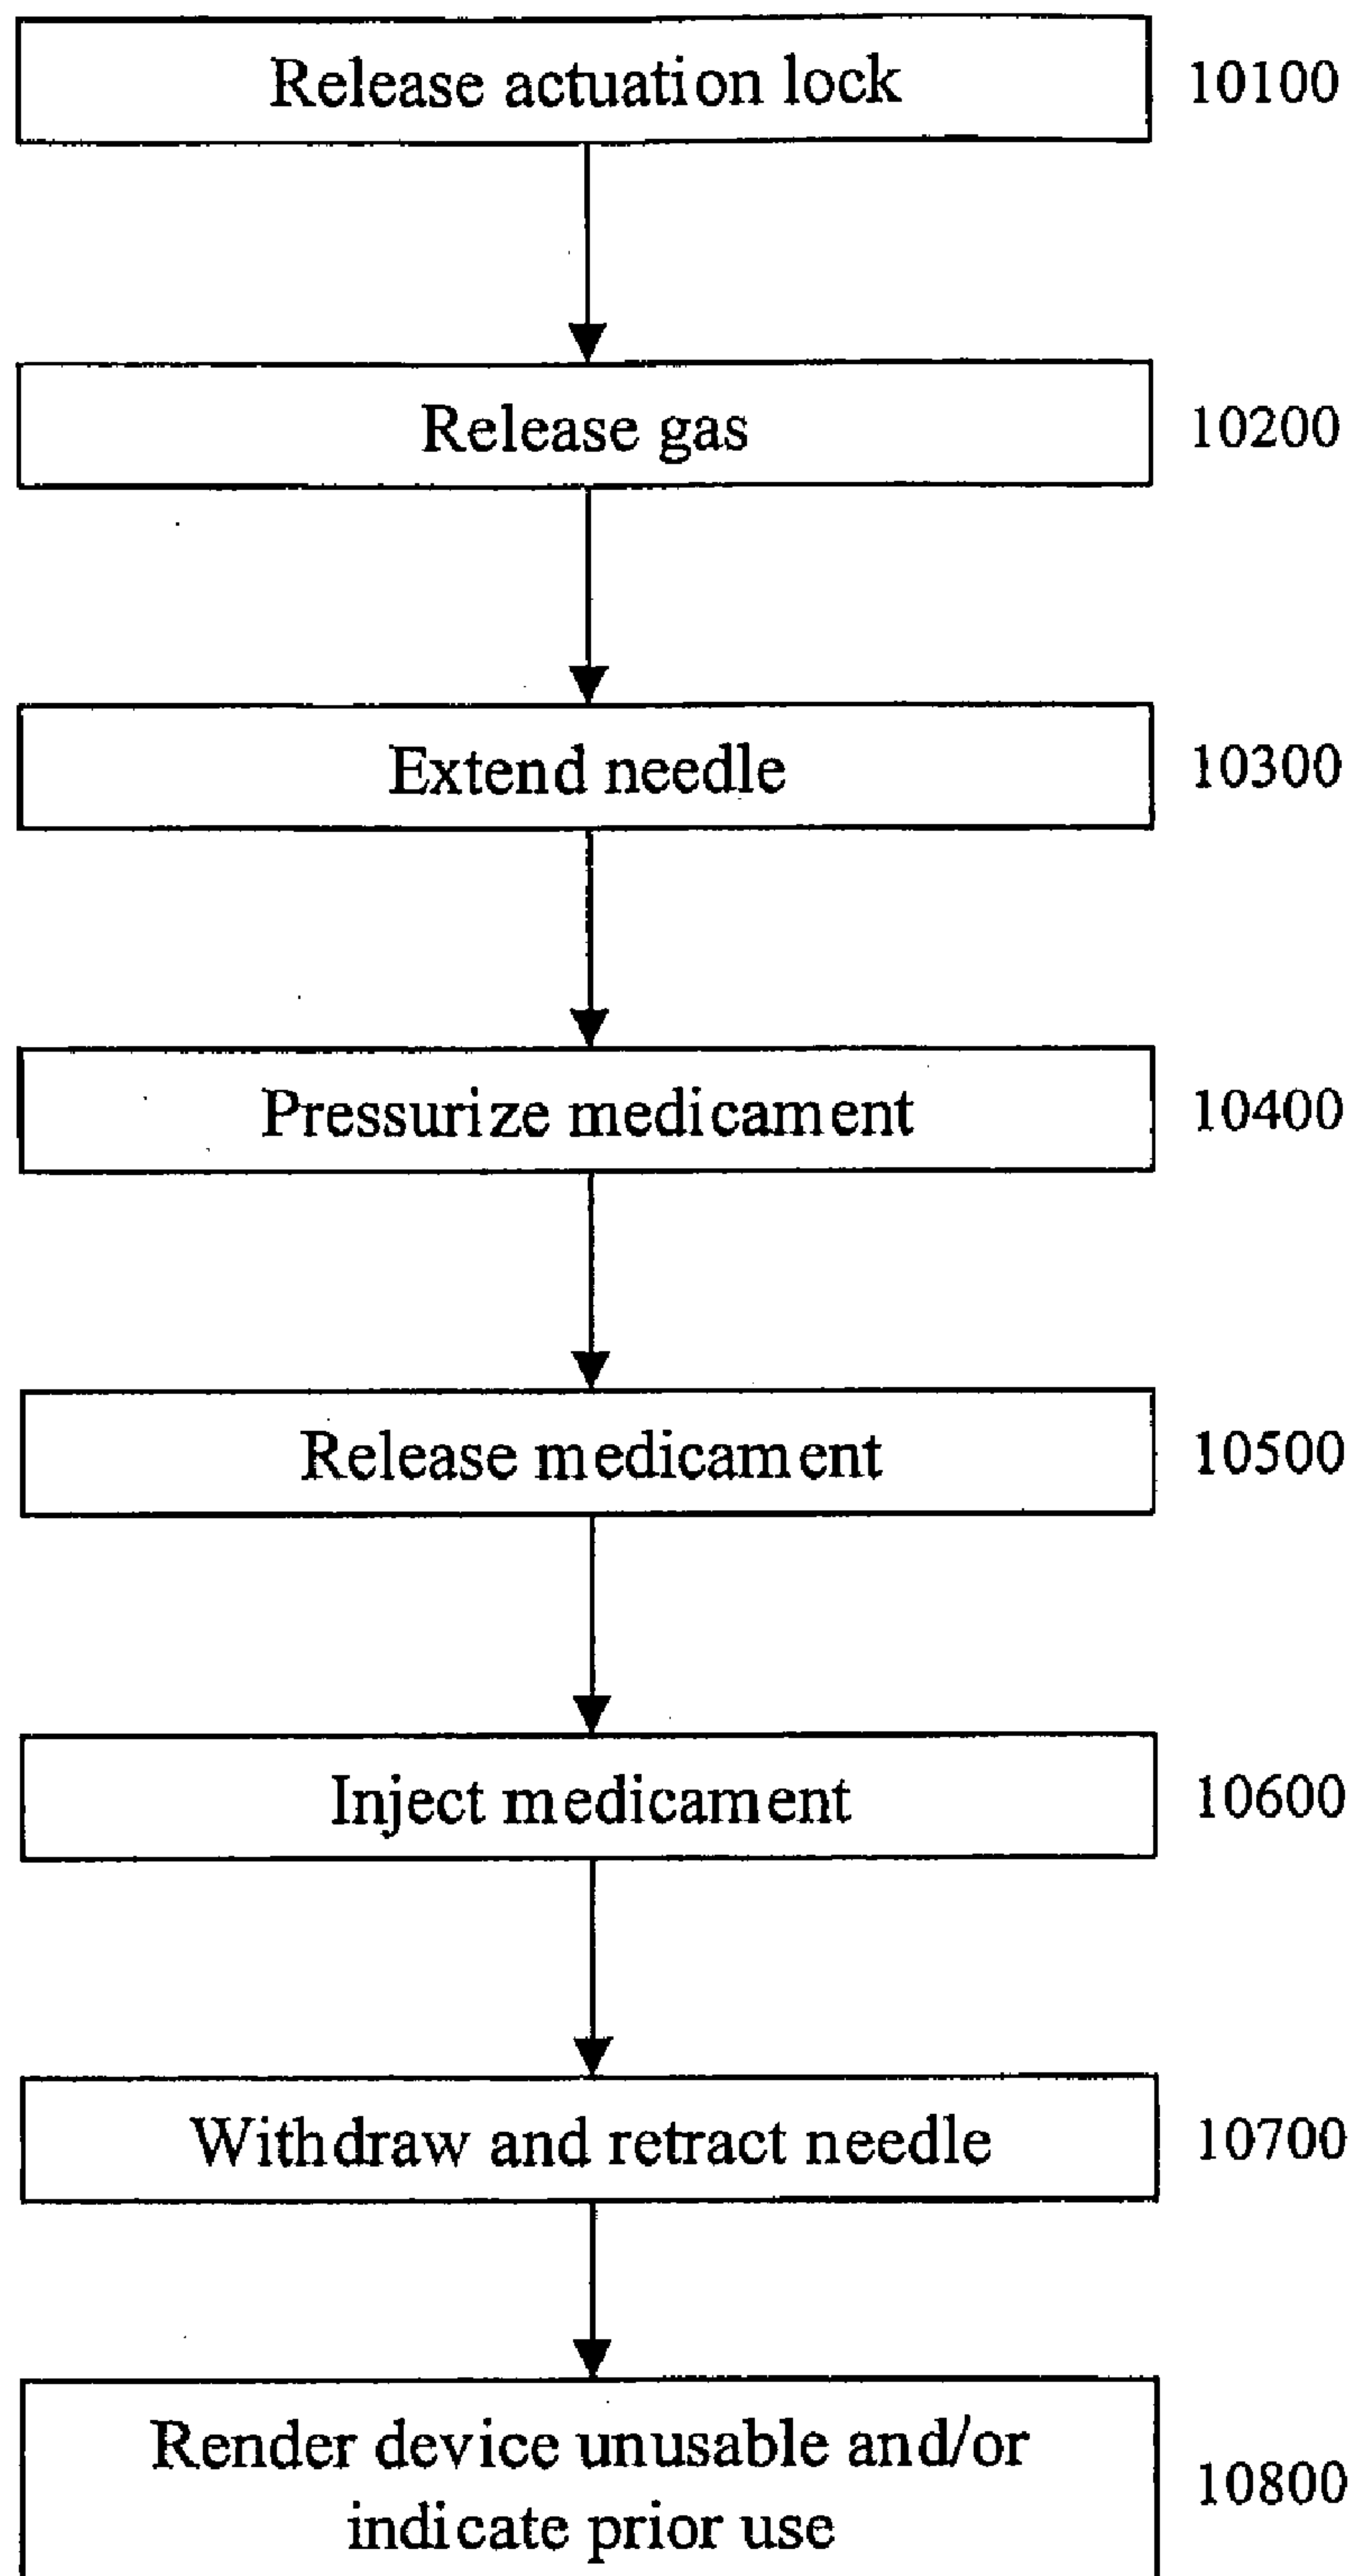 Release actuation lock 10100
Release gas 10200
Extend needle 10300
Pressurize medicament 10400
Release medicament 10500
Inject medicament 10600
Withdraw and retract needle 10700
Render device unusable and/or
indicate prior use
10800